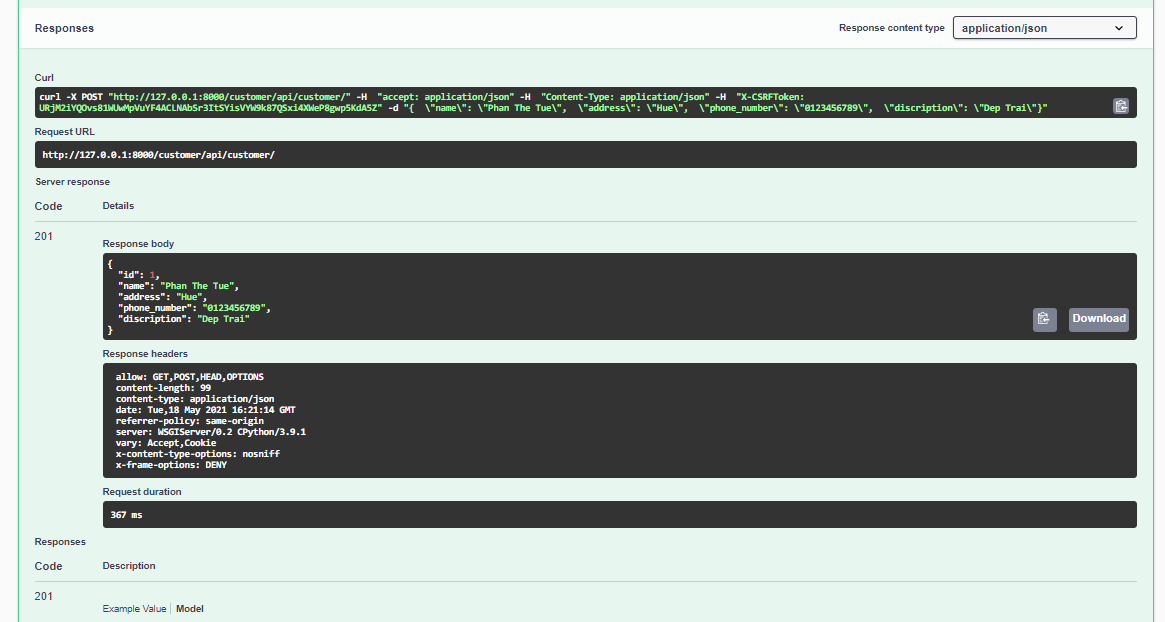 Responses
Response content type
application/json
Curl
curl -X POST "http://127.0.0.1:8000/customer/api/customer/" -H  "accept: application/json" -H  "Content-Type: application/json" -H  "X-CSRFToken:
-d "{  \"name\": \"Phan The Tue\",  \"address\": \"Hue\",  \"phone_number\": \"0123456789\",  \"discription\": \"Dep Trai\"}"
Request URL
http://127.0.0.1:8000/customer/api/customer/
Server response
Code Details
201
Response body
{
"id": 1,
"name": "Phan The Tue",
"address": "Hue",
"phone_number": "0123456789",
"discription": "Dep Trai"
}
Download
Response headers
allow: GET,POST,HEAD,OPTIONS
content-length: 99
content-type: application/json
date: Tue,18 May 2021 16:21:14 GMT
referrer-policy: same-origin
server: WSGIServer/0.2 CPython/3.9.1
vary: Accept,Cookie
x-content-type-options: nosniff
x-frame-options: DENY
Request duration
367 ms
Responses
Code Description
201
Example Value | Model